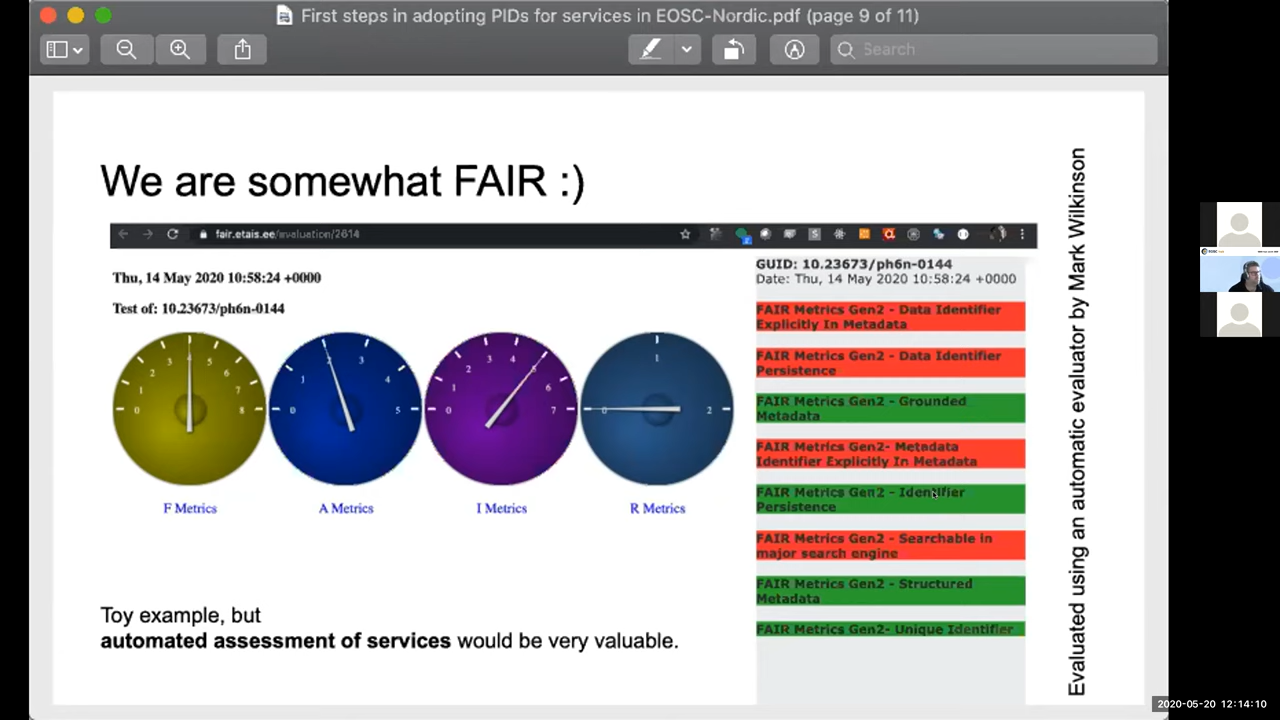 First steps in adopting PIDs for services in EOSC-Nordic.pdf (page 9 of 11)
Search
We are somewhat FAIR :)
fair.etais.ee/evaluation/2614
Thu, 14 May 2020 10:58:24 +0000
Test of: 10.23673/ph6n-0144
0 1 2 3 4 5 6 7 8
0 1 2 3 4 5
0 1 2 3 4 5 6 7
0 1 2
F Metrics
A Metrics
I Metrics
R Metrics
GUID: 10.23673/ph6n-0144
Date: Thu, 14 May 2020 10:58:24 +0000
FAIR Metrics Gen2 - Data Identifier
Explicitly In Metadata
FAIR Metrics Gen2 - Data Identifier
Persistence
FAIR Metrics Gen2 - Grounded
Metadata
FAIR Metrics Gen2- Metadata
Identifier Explicitly In Metadata
FAIR Metrics Gen2 - Identifier
Persistence
FAIR Metrics Gen2 - Searchable in
major search engine
FAIR Metrics Gen2 - Structured
Metadata
FAIR Metrics Gen2- Unique Identifier
Toy example, but
automated assessment of services would be very valuable.
Evaluated using an automatic evaluator by Mark Wilkinson
2020-05-20 12:14:10